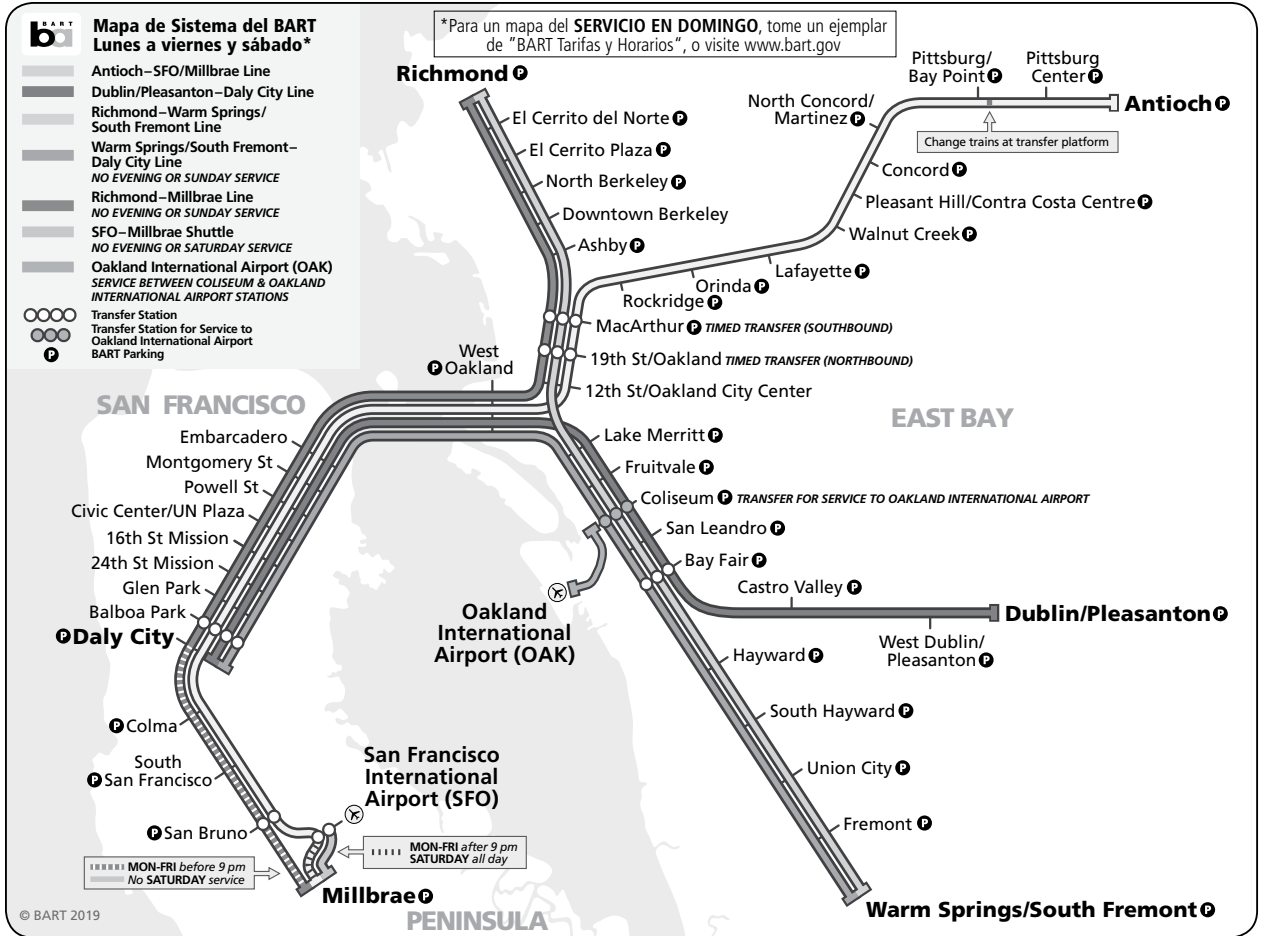 BART
ba
Mapa de Sistema del BART
Lunes a viernes y sábado*
Antioch–SFO/Millbrae Line
Dublin/Pleasanton–Daly City Line
Richmond–Warm Springs/
South Fremont Line
Warm Springs/South Fremont–
Daly City Line
NO EVENING OR SUNDAY SERVICE
Richmond–Millbrae Line
NO EVENING OR SUNDAY SERVICE
SFO–Millbrae Shuttle
NO EVENING OR SATURDAY SERVICE
Oakland International Airport (OAK)
SERVICE BETWEEN COLISEUM & OAKLAND
INTERNATIONAL AIRPORT STATIONS
Transfer Station
Transfer Station for Service to
Oakland International Airport
P BART Parking
*Para un mapa del SERVICIO EN DOMINGO, tome un ejemplar
de "BART Tarifas y Horarios", o visite www.bart.gov
Richmond P
El Cerrito del Norte P
El Cerrito Plaza P
North Berkeley P
Downtown Berkeley
Ashby P
Pittsburg/
Bay Point P
Pittsburg
Center P
Antioch P
Change trains at transfer platform
North Concord/
Martinez P
Concord P
Pleasant Hill/Contra Costa Centre P
Walnut Creek P
Lafayette P
Orinda P
Rockridge P
MacArthur P TIMED TRANSFER (SOUTHBOUND)
19th St/Oakland TIMED TRANSFER (NORTHBOUND)
12th St/Oakland City Center
West
P Oakland
SAN FRANCISCO
EAST BAY
Embarcadero
Montgomery St
Powell St
Civic Center/UN Plaza
16th St Mission
24th St Mission
Glen Park
Balboa Park
P Daly City
Lake Merritt P
Fruitvale P
Coliseum P TRANSFER FOR SERVICE TO OAKLAND INTERNATIONAL AIRPORT
San Leandro P
Bay Fair P
Castro Valley P
Dublin/Pleasanton P
West Dublin/
Pleasanton P
Oakland
International
Airport (OAK)
Hayward P
South Hayward P
Union City P
Fremont P
Warm Springs/South Fremont P
P Colma
South
P San Francisco
San Francisco
International
Airport (SFO)
P San Bruno
MON-FRI before 9 pm
No SATURDAY service
MON-FRI after 9 pm
SATURDAY all day
Millbrae P
PENINSULA
© BART 2019